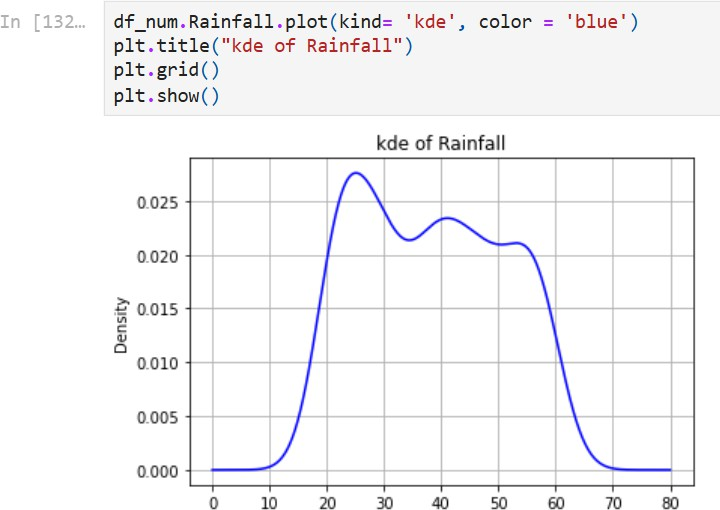 In [132…
df_num.Rainfall.plot(kind= 'kde', color = 'blue')
plt.title("kde of Rainfall")
plt.grid()
plt.show()
kde of Rainfall
0.025
0.020
0.015
0.010
0.005
0.000
Density
0 10 20 30 40 50 60 70 80